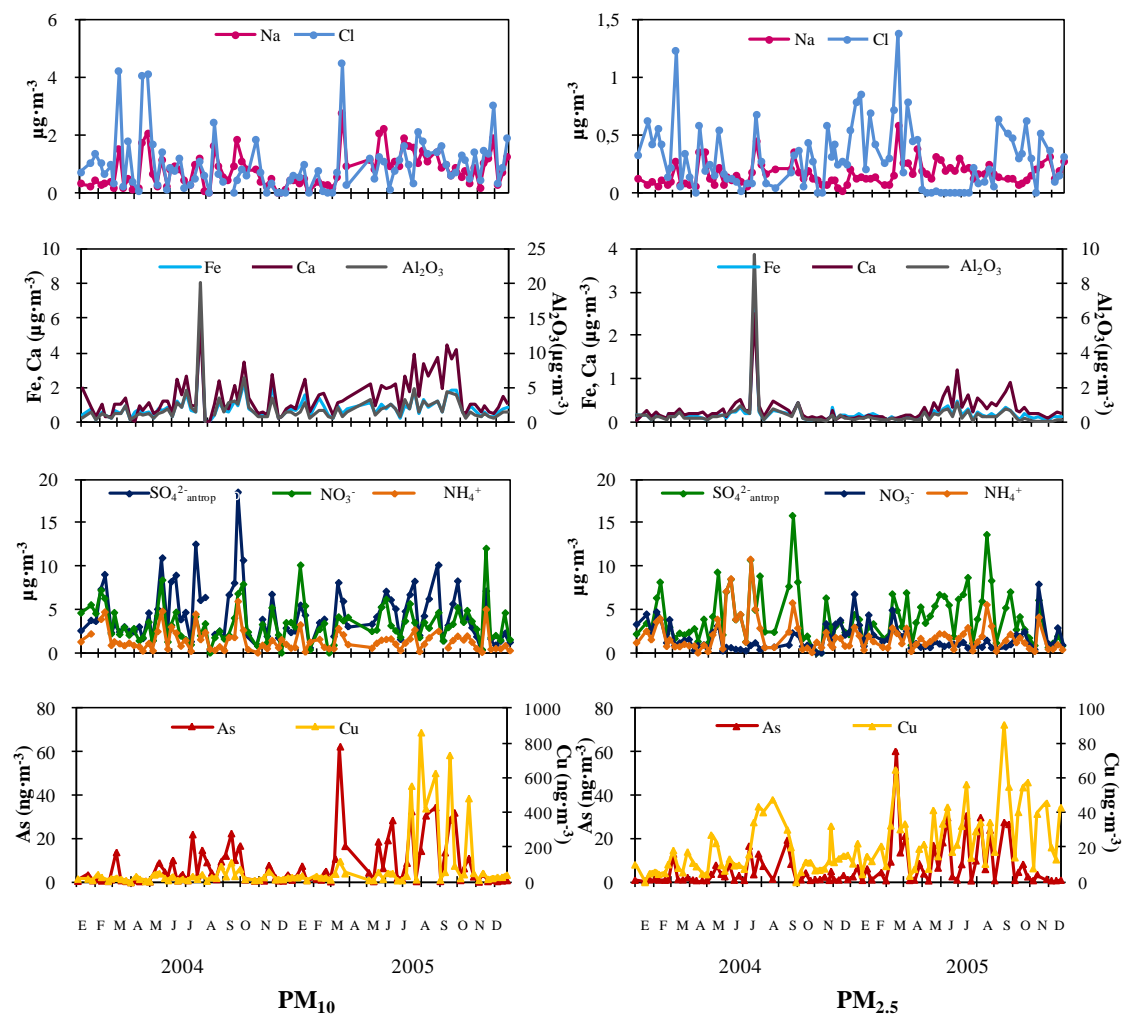 6
4
2
0
µg·m⁻³
Na Cl
1,5
1
0,5
0
µg·m⁻³
Na Cl
10
8
6
4
2
0
Fe, Ca (µg·m⁻³)
Fe Ca Al₂O₃
25
20
15
10
5
0
Al₂O₃(µg·m⁻³)
4
3
2
1
0
Fe, Ca (µg·m⁻³)
Fe Ca Al₂O₃
10
8
6
4
2
0
Al₂O₃(µg·m⁻³)
20
15
10
5
0
µg·m⁻³
SO₄²⁻antrop NO₃⁻ NH₄⁺
20
15
10
5
0
µg·m⁻³
SO₄²⁻antrop NO₃⁻ NH₄⁺
80
60
40
20
0
As (ng·m⁻³)
As Cu
1000
800
600
400
200
0
Cu (ng·m⁻³)
80
60
40
20
0
As (ng·m⁻³)
As Cu
100
80
60
40
20
0
Cu (ng·m⁻³)
E F M A M J J A S O N D E F M A M J J A S O N D
2004 2005
PM₁₀
E F M A M J J A S O N D E F M A M J J A S O N D
2004 2005
PM₂.₅